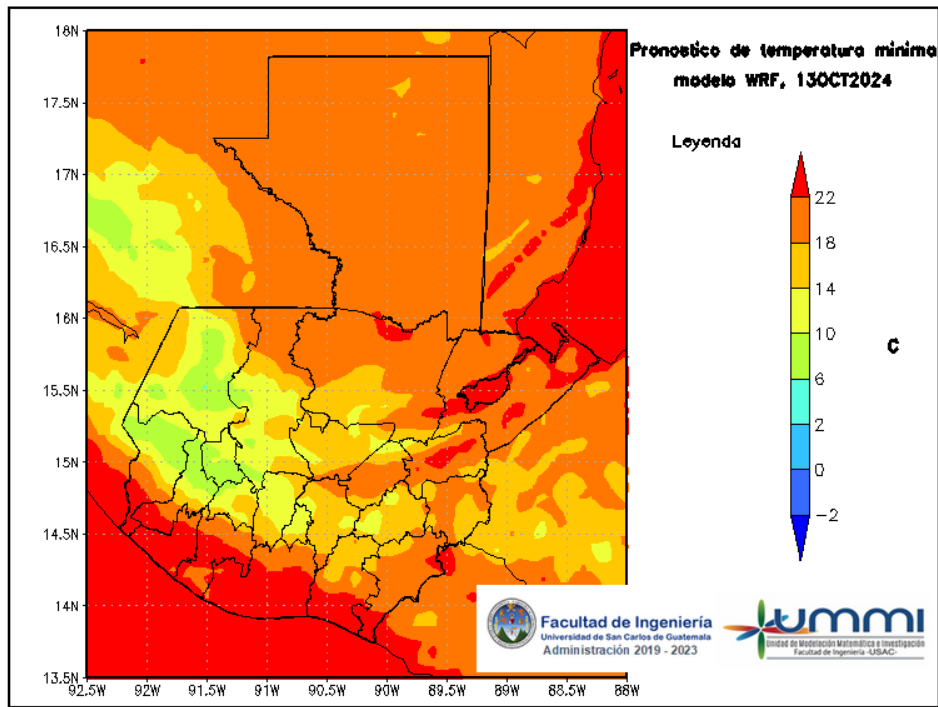 Pronostico de temperatura minima
modelo WRF, 13OCT2024
Leyenda
22
18
14
10
6
2
0
-2
C
18N
17.5N
17N
16.5N
16N
15.5N
15N
14.5N
14N
13.5N
92.5W
92W
91.5W
91W
90.5W
90W
89.5W
89W
88.5W
88W
Facultad de Ingeniería
Universidad de San Carlos de Guatemala
Administración 2019 - 2023
ummi
Unidad de Modelación Matemática e Investigación
Facultad de Ingeniería -USAC-